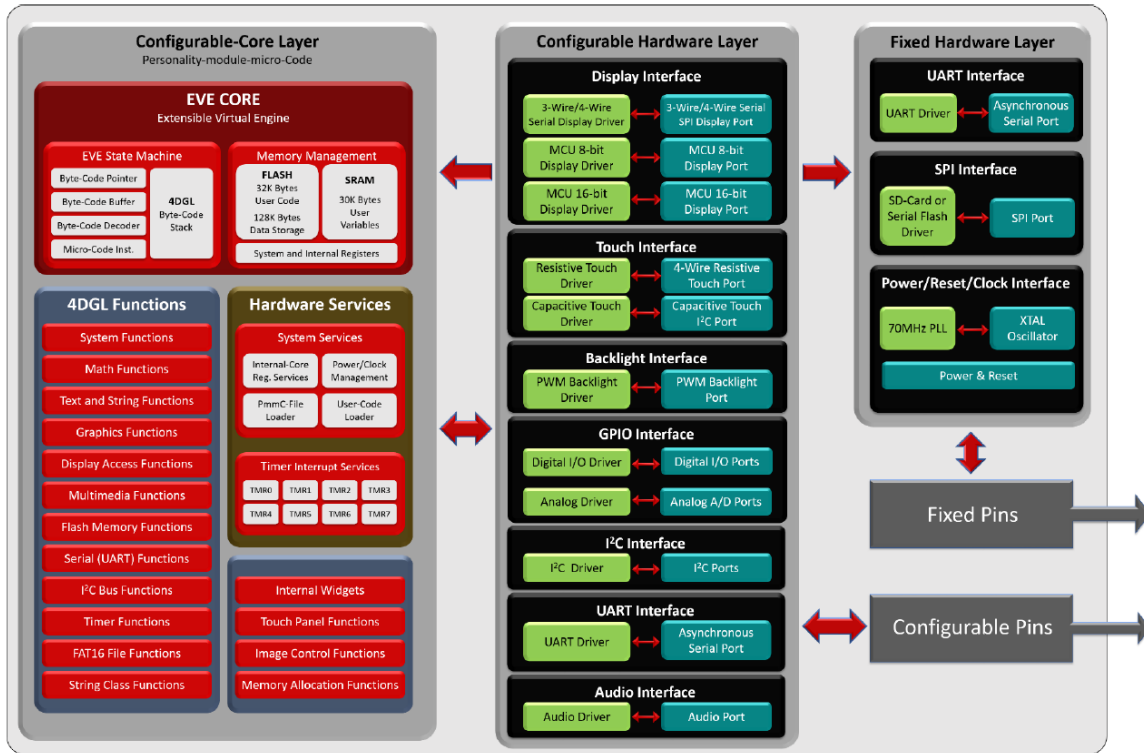 Configurable-Core Layer
Personality-module-micro-Code
EVE CORE
Extensible Virtual Engine
EVE State Machine
Byte-Code Pointer
Byte-Code Buffer
Byte-Code Decoder
Micro-Code Inst.
4DGL
Byte-Code
Stack
Memory Management
FLASH
32K Bytes
User Code
128K Bytes
Data Storage
SRAM
30K Bytes
User
Variables
System and Internal Registers
4DGL Functions
System Functions
Math Functions
Text and String Functions
Graphics Functions
Display Access Functions
Multimedia Functions
Flash Memory Functions
Serial (UART) Functions
I²C Bus Functions
Timer Functions
FAT16 File Functions
String Class Functions
Hardware Services
System Services
Internal-Core
Reg. Services
Power/Clock
Management
PmmC-File
Loader
User-Code
Loader
Timer Interrupt Services
TMR0
TMR1
TMR2
TMR3
TMR4
TMR5
TMR6
TMR7
Internal Widgets
Touch Panel Functions
Image Control Functions
Memory Allocation Functions
Configurable Hardware Layer
Display Interface
3-Wire/4-Wire
Serial Display Driver
3-Wire/4-Wire Serial
SPI Display Port
MCU 8-bit
Display Driver
MCU 8-bit
Display Port
MCU 16-bit
Display Driver
MCU 16-bit
Display Port
Touch Interface
Resistive Touch
Driver
4-Wire Resistive
Touch Port
Capacitive Touch
Driver
Capacitive Touch
I²C Port
Backlight Interface
PWM Backlight
Driver
PWM Backlight
Port
GPIO Interface
Digital I/O Driver
Digital I/O Ports
Analog Driver
Analog A/D Ports
I²C Interface
I²C Driver
I²C Ports
UART Interface
UART Driver
Asynchronous
Serial Port
Audio Interface
Audio Driver
Audio Port
Fixed Hardware Layer
UART Interface
UART Driver
Asynchronous
Serial Port
SPI Interface
SD-Card or
Serial Flash
Driver
SPI Port
Power/Reset/Clock Interface
70MHz PLL
XTAL
Oscillator
Power & Reset
Fixed Pins
Configurable Pins